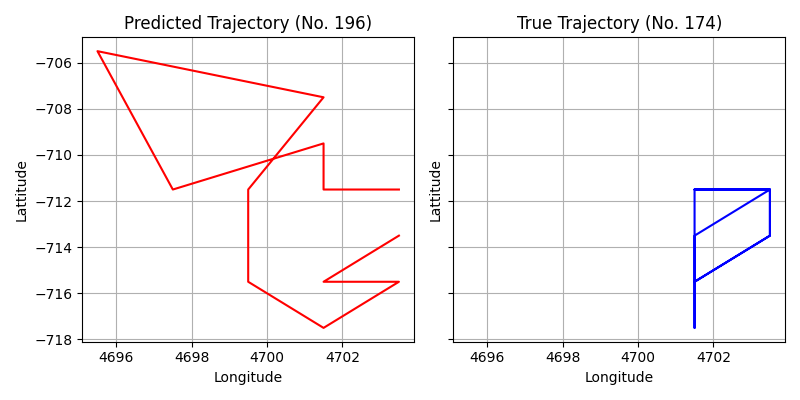 Predicted Trajectory (No. 196)
True Trajectory (No. 174)
Lattitude
−706
−708
−710
−712
−714
−716
−718
4696
4698
4700
4702
Longitude
Lattitude
4696
4698
4700
4702
Longitude